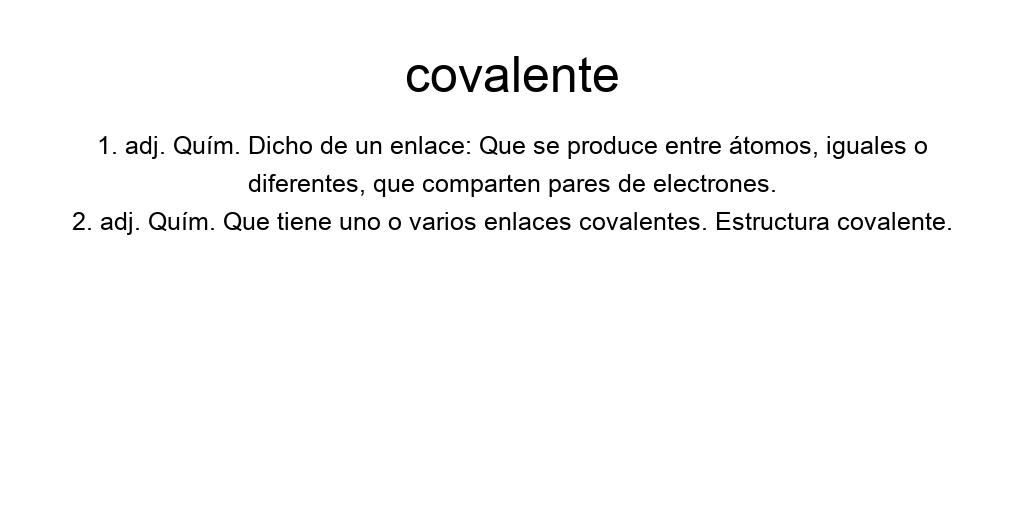 covalente
1. adj. Quím. Dicho de un enlace: Que se produce entre átomos, iguales o
diferentes, que comparten pares de electrones.
2. adj. Quím. Que tiene uno o varios enlaces covalentes. Estructura covalente.